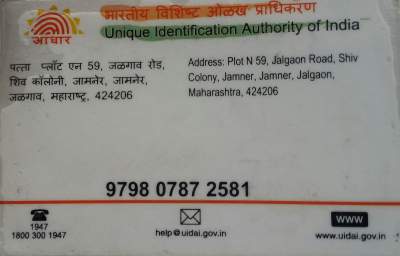 भारतीय विशिष्ट ओळख प्राधिकरण
Unique Identification Authority of India
आधार
पत्ता प्लॉट एन 59, जळगाव रोड,
शिव कॉलोनी, जामनेर, जामनेर,
जळगाव, महाराष्ट्र, 424206
Address: Plot N 59, Jalgaon Road, Shiv
Colony, Jamner, Jamner, Jalgaon,
Maharashtra, 424206
9798 0787 2581
1947
1800 300 1947
help@uidai.gov.in
www
www.uidai.gov.in